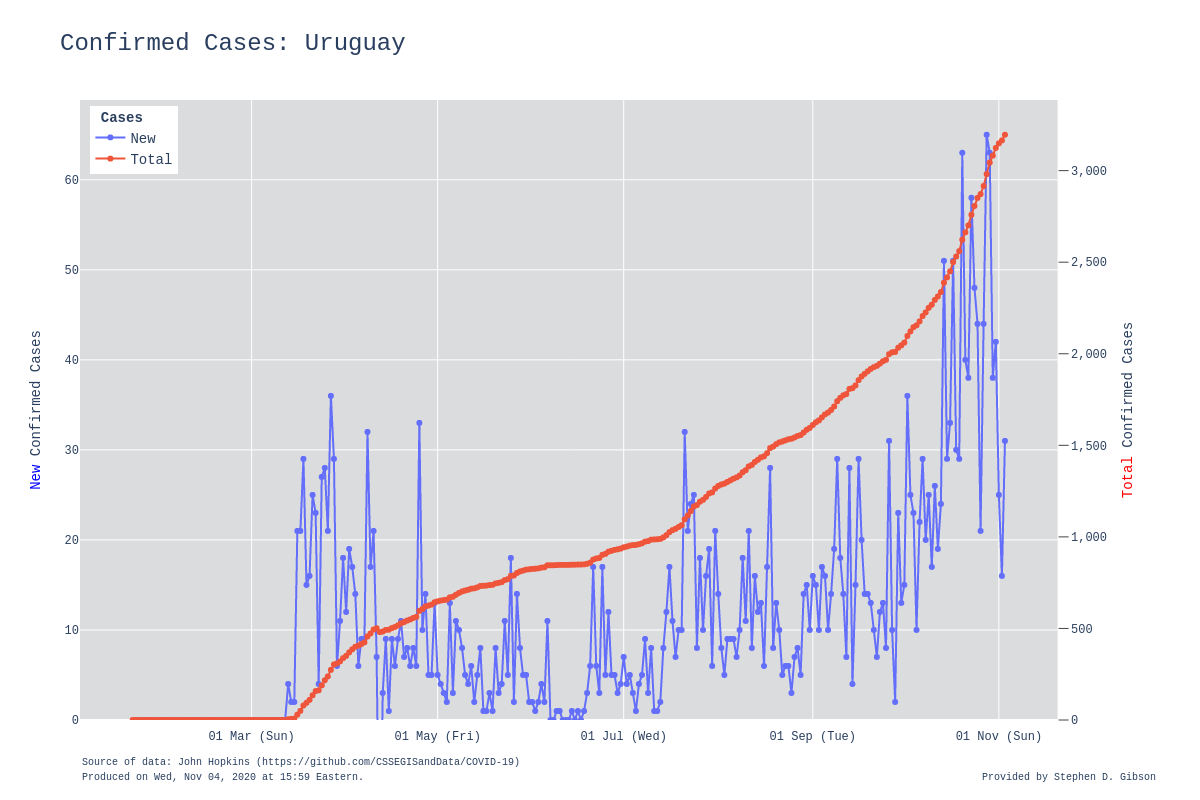 Confirmed Cases: Uruguay
Cases
New
Total
60
50
40
30
20
10
0
New Confirmed Cases
3,000
2,500
2,000
1,500
1,000
500
0
Total Confirmed Cases
01 Mar (Sun) 01 May (Fri) 01 Jul (Wed) 01 Sep (Tue) 01 Nov (Sun)
Source of data: John Hopkins (https://github.com/CSSEGISandData/COVID-19)
Produced on Wed, Nov 04, 2020 at 15:59 Eastern.
Provided by Stephen D. Gibson